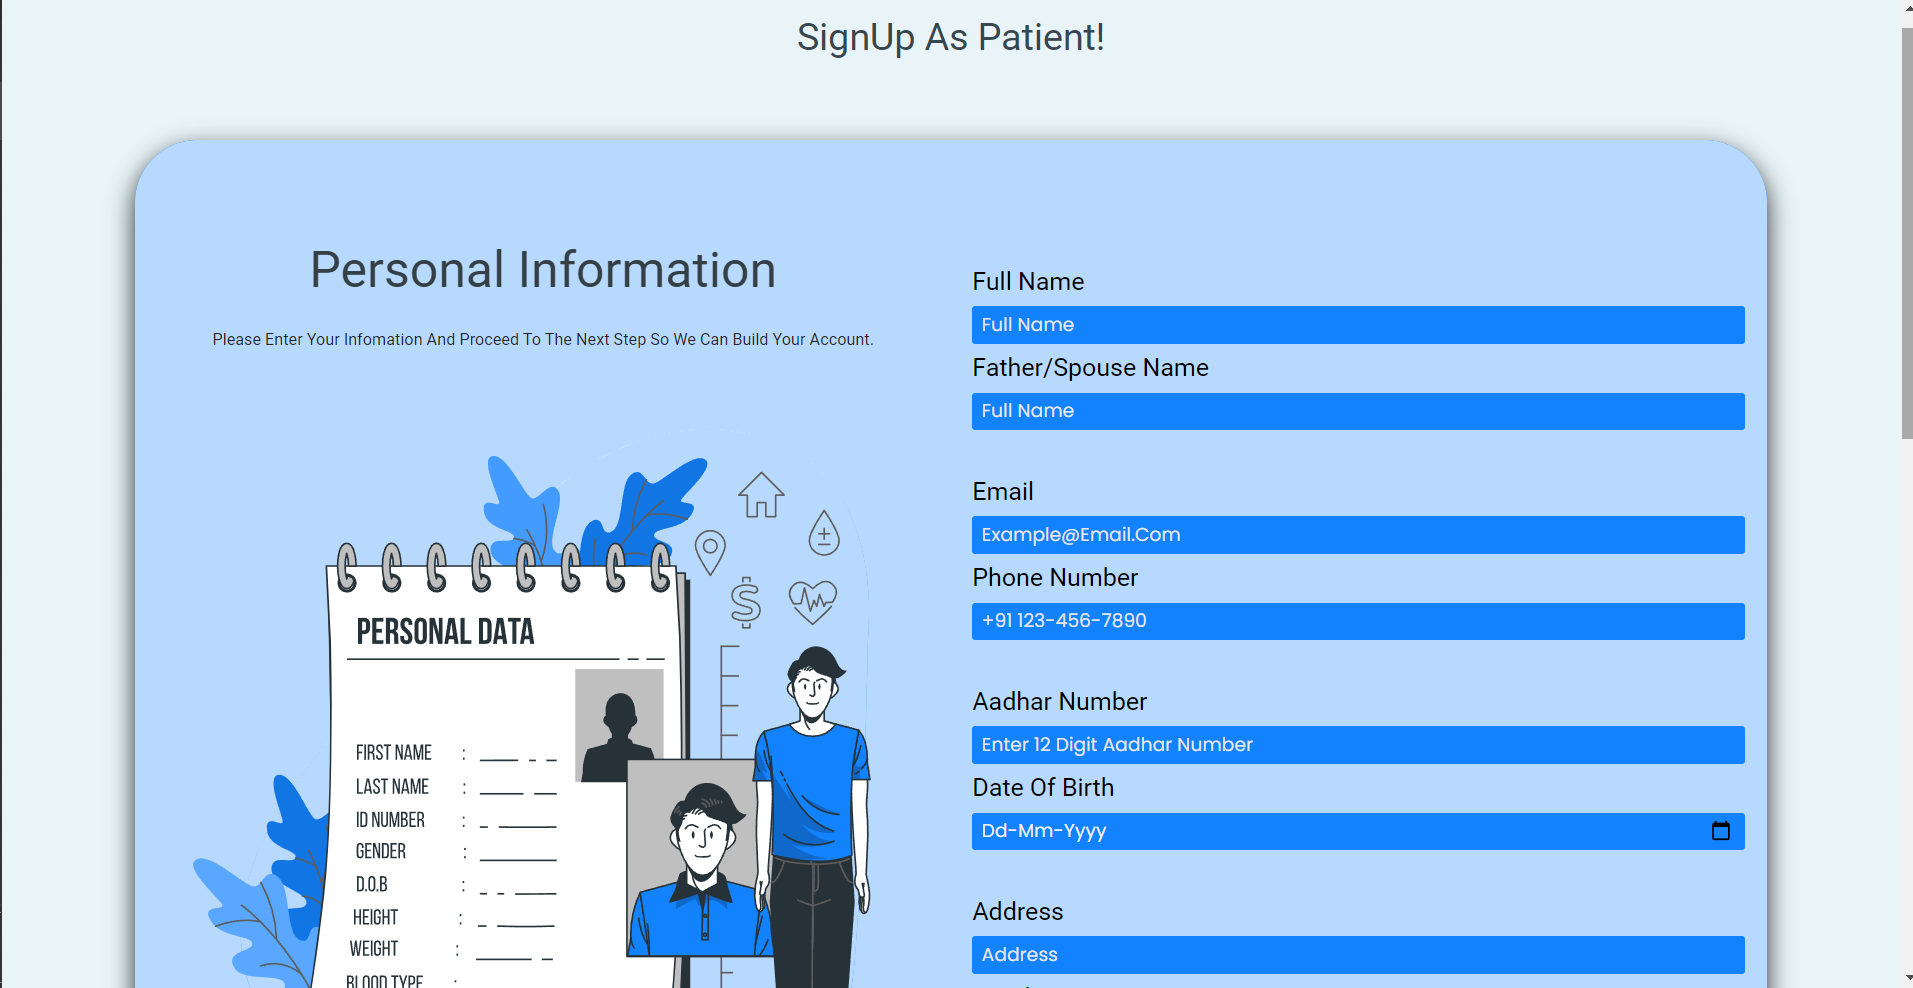 SignUp As Patient!
Personal Information
Please Enter Your Infomation And Proceed To The Next Step So We Can Build Your Account.
PERSONAL DATA
FIRST NAME :
LAST NAME :
ID NUMBER :
GENDER :
D.O.B :
HEIGHT :
WEIGHT :
BLOOD TYPE :
Full Name
Full Name
Father/Spouse Name
Full Name
Email
Example@Email.Com
Phone Number
+91 123-456-7890
Aadhar Number
Enter 12 Digit Aadhar Number
Date Of Birth
Dd-Mm-Yyyy
Address
Address